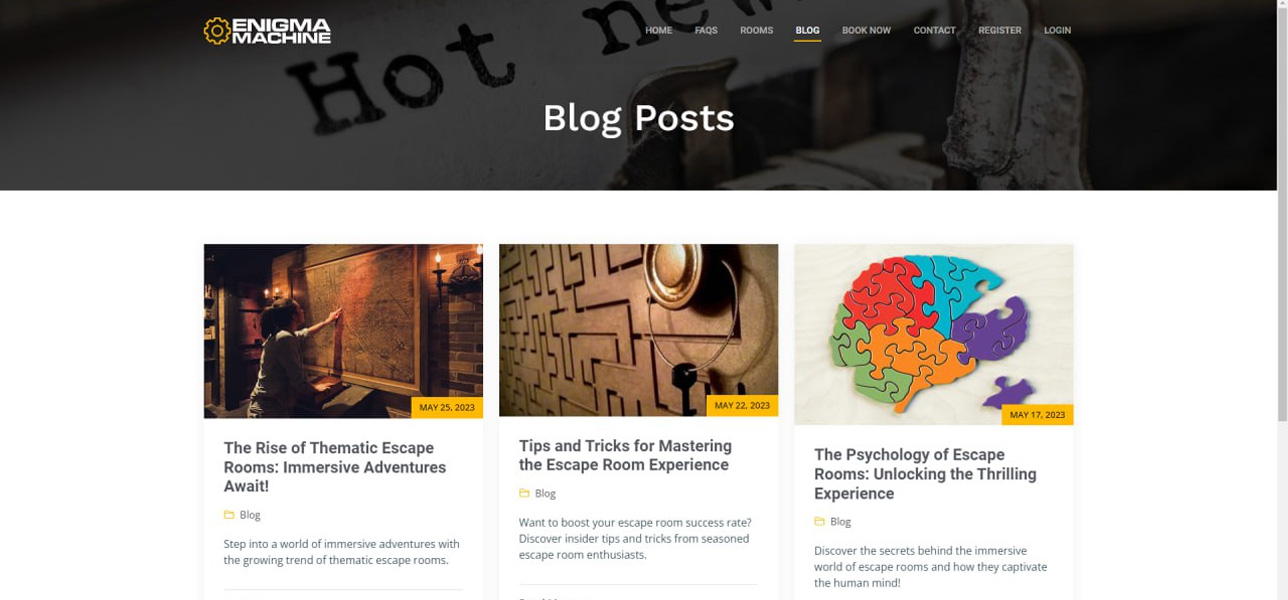 ENIGMA
MACHINE
HOME FAQS ROOMS BLOG BOOK NOW CONTACT REGISTER LOGIN
Hot new
Blog Posts
MAY 25, 2023
The Rise of Thematic Escape
Rooms: Immersive Adventures
Await!
Blog
Step into a world of immersive adventures with
the growing trend of thematic escape rooms.
MAY 22, 2023
Tips and Tricks for Mastering
the Escape Room Experience
Blog
Want to boost your escape room success rate?
Discover insider tips and tricks from seasoned
escape room enthusiasts.
MAY 17, 2023
The Psychology of Escape
Rooms: Unlocking the Thrilling
Experience
Blog
Discover the secrets behind the immersive
world of escape rooms and how they captivate
the human mind!